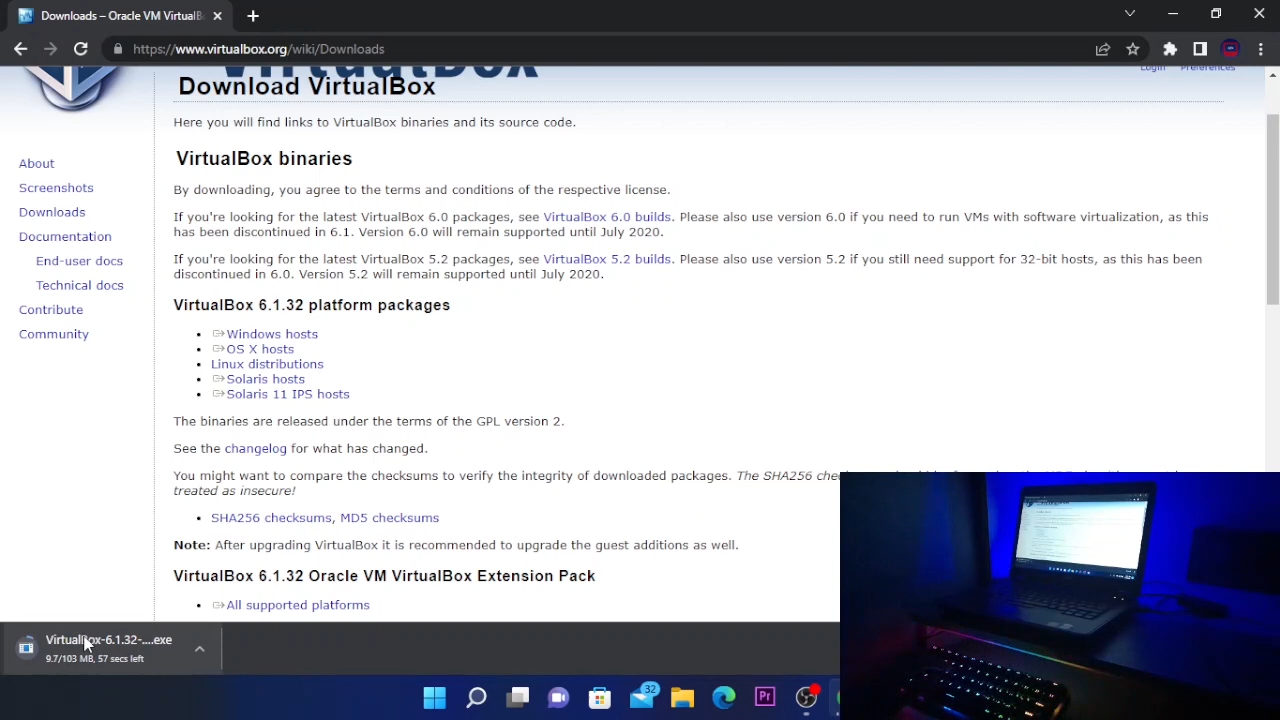 Downloads – Oracle VM VirtualB
https://www.virtualbox.org/wiki/Downloads
VirtualBox
Login Preferences
Download VirtualBox
Here you will find links to VirtualBox binaries and its source code.
About
Screenshots
Downloads
Documentation
End-user docs
Technical docs
Contribute
Community
VirtualBox binaries
By downloading, you agree to the terms and conditions of the respective license.
If you're looking for the latest VirtualBox 6.0 packages, see VirtualBox 6.0 builds. Please also use version 6.0 if you need to run VMs with software virtualization, as this
has been discontinued in 6.1. Version 6.0 will remain supported until July 2020.
If you're looking for the latest VirtualBox 5.2 packages, see VirtualBox 5.2 builds. Please also use version 5.2 if you still need support for 32-bit hosts, as this has been
discontinued in 6.0. Version 5.2 will remain supported until July 2020.
VirtualBox 6.1.32 platform packages
Windows hosts
OS X hosts
Linux distributions
Solaris hosts
Solaris 11 IPS hosts
The binaries are released under the terms of the GPL version 2.
See the changelog for what has changed.
You might want to compare the checksums to verify the integrity of downloaded packages. The SHA256
treated as insecure!
SHA256 checksums, MD5 checksums
Note: After upgrading VirtualBox it is recommended to upgrade the guest additions as well.
VirtualBox 6.1.32 Oracle VM VirtualBox Extension Pack
All supported platforms
VirtualBox-6.1.32-....exe
9.7/103 MB, 57 secs left
32
Pr